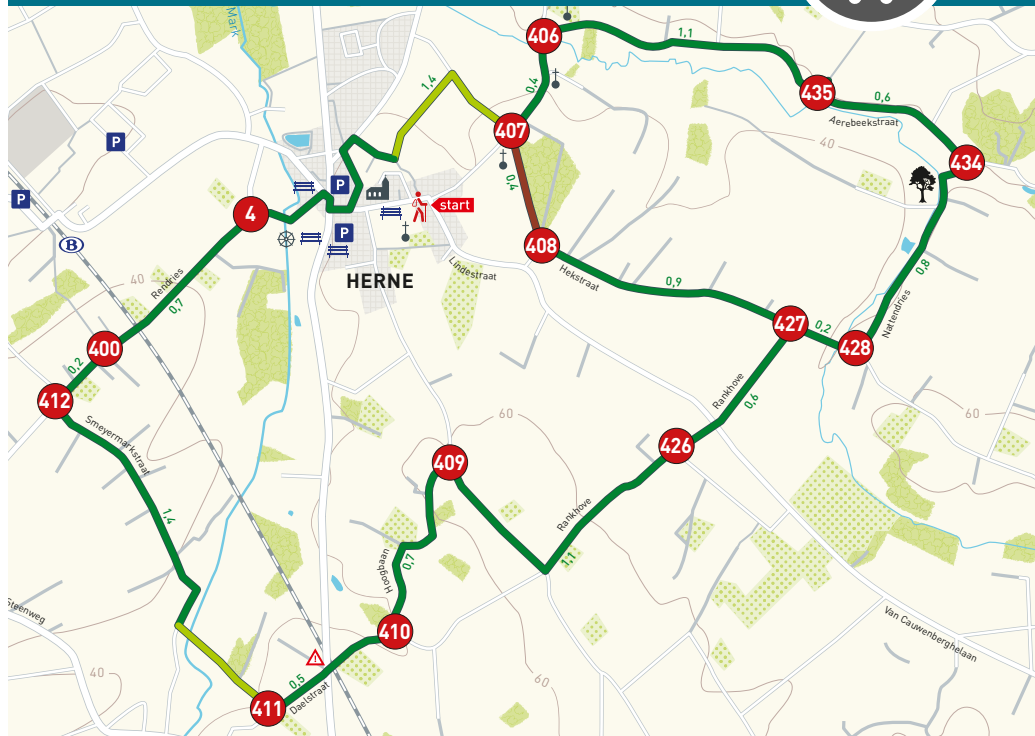 Mark
406
1,1
435
0,6
Aerebeekstraat
434
40
1,4
0,4
407
0,4
P
P
P
P
B
4
start
HERNE
Lindestraat
408
Hekstraat
0,9
427
0,2
428
Nattendries
0,8
40
Rendries
0,7
400
0,2
412
Smeyermarkstraat
1,4
Rankhove
0,6
426
60
60
409
Rankhove
1,1
Hoogbaan
0,7
410
Steenweg
40
411
0,5
Daelstraat
!
60
Van Cauwenberghelaan